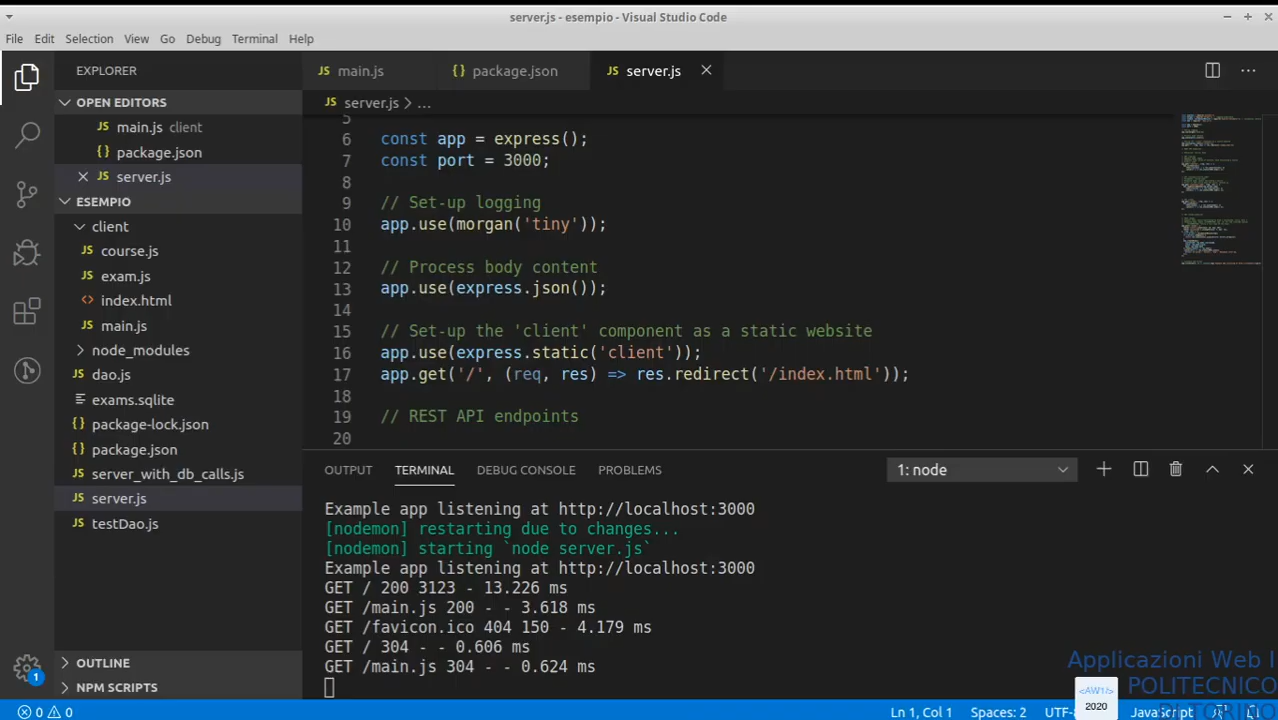 server.js - esempio - Visual Studio Code
File Edit Selection View Go Debug Terminal Help
EXPLORER
OPEN EDITORS
JS main.js client
{} package.json
JS server.js
ESEMPIO
client
JS course.js
JS exam.js
<> index.html
JS main.js
node_modules
JS dao.js
exams.sqlite
{} package-lock.json
{} package.json
JS server_with_db_calls.js
JS server.js
JS testDao.js
OUTLINE
NPM SCRIPTS
1
JS main.js {} package.json JS server.js
JS server.js > ...
5
6 const app = express();
7 const port = 3000;
8
9 // Set-up logging
10 app.use(morgan('tiny'));
11
12 // Process body content
13 app.use(express.json());
14
15 // Set-up the 'client' component as a static website
16 app.use(express.static('client'));
17 app.get('/', (req, res) => res.redirect('/index.html'));
18
19 // REST API endpoints
20
OUTPUT TERMINAL DEBUG CONSOLE PROBLEMS 1: node
Example app listening at http://localhost:3000
[nodemon] restarting due to changes...
[nodemon] starting `node server.js`
Example app listening at http://localhost:3000
GET / 200 3123 - 13.226 ms
GET /main.js 200 - - 3.618 ms
GET /favicon.ico 404 150 - 4.179 ms
GET / 304 - - 0.606 ms
GET /main.js 304 - - 0.624 ms
Applicazioni Web I
POLITECNICO
DI TORINO
<AW1/>
2020
0 0 Ln 1, Col 1 Spaces: 2 UTF-8 JavaScript